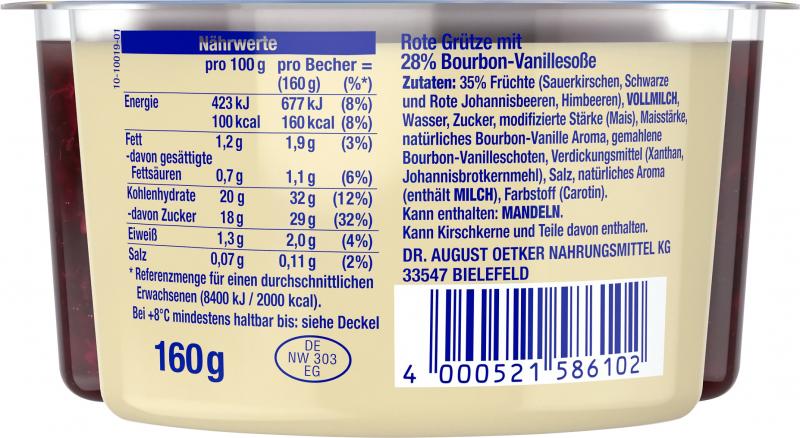 10-10019-01
Nährwerte
pro 100 g pro Becher =
(160 g) (%*)
Energie 423 kJ 677 kJ (8%)
100 kcal 160 kcal (8%)
Fett 1,2 g 1,9 g (3%)
-davon gesättigte
Fettsäuren 0,7 g 1,1 g (6%)
Kohlenhydrate 20 g 32 g (12%)
-davon Zucker 18 g 29 g (32%)
Eiweiß 1,3 g 2,0 g (4%)
Salz 0,07 g 0,11 g (2%)
* Referenzmenge für einen durchschnittlichen
Erwachsenen (8400 kJ / 2000 kcal).
Bei +8°C mindestens haltbar bis: siehe Deckel
160 g
DE
NW 303
EG
Rote Grütze mit
28% Bourbon-Vanillesoße
Zutaten: 35% Früchte (Sauerkirschen, Schwarze
und Rote Johannisbeeren, Himbeeren), VOLLMILCH,
Wasser, Zucker, modifizierte Stärke (Mais), Maisstärke,
natürliches Bourbon-Vanille Aroma, gemahlene
Bourbon-Vanilleschoten, Verdickungsmittel (Xanthan,
Johannisbrotkernmehl), Salz, natürliches Aroma
(enthält MILCH), Farbstoff (Carotin).
Kann enthalten: MANDELN.
Kann Kirschkerne und Teile davon enthalten.
DR. AUGUST OETKER NAHRUNGSMITTEL KG
33547 BIELEFELD
4 000521 586102